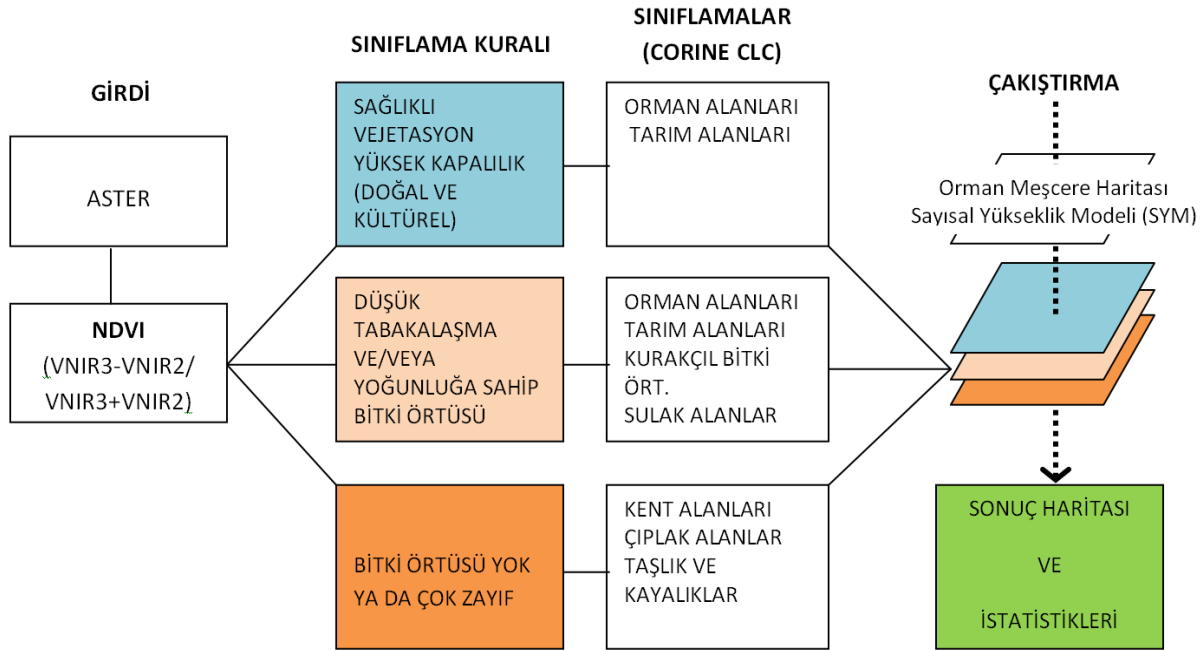 GİRDİ
ASTER
NDVI
(VNIR3-VNIR2/
VNIR3+VNIR2)
SINIFLAMA KURALI
SAĞLIKLI
VEJETASYON
YÜKSEK KAPALILIK
(DOĞAL VE
KÜLTÜREL)
DÜŞÜK
TABAKALAŞMA
VE/VEYA
YOĞUNLUĞA SAHİP
BİTKİ ÖRTÜSÜ
BİTKİ ÖRTÜSÜ YOK
YA DA ÇOK ZAYIF
SINIFLAMALAR
(CORINE CLC)
ORMAN ALANLARI
TARIM ALANLARI
ORMAN ALANLARI
TARIM ALANLARI
KURAKÇIL BİTKİ
ÖRT.
SULAK ALANLAR
KENT ALANLARI
ÇIPLAK ALANLAR
TAŞLIK VE
KAYALIKLAR
ÇAKIŞTIRMA
Orman Meşcere Haritası
Sayısal Yükseklik Modeli (SYM)
SONUÇ HARİTASI
VE
İSTATİSTİKLERİ